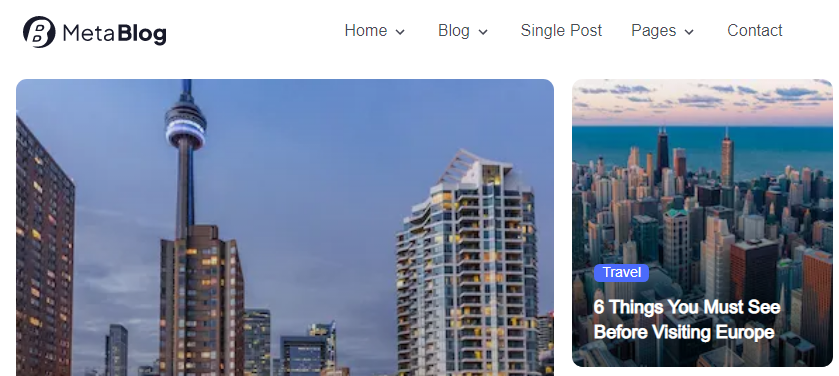 MetaBlog
Home Blog Single Post Pages Contact
Travel
6 Things You Must See
Before Visiting Europe